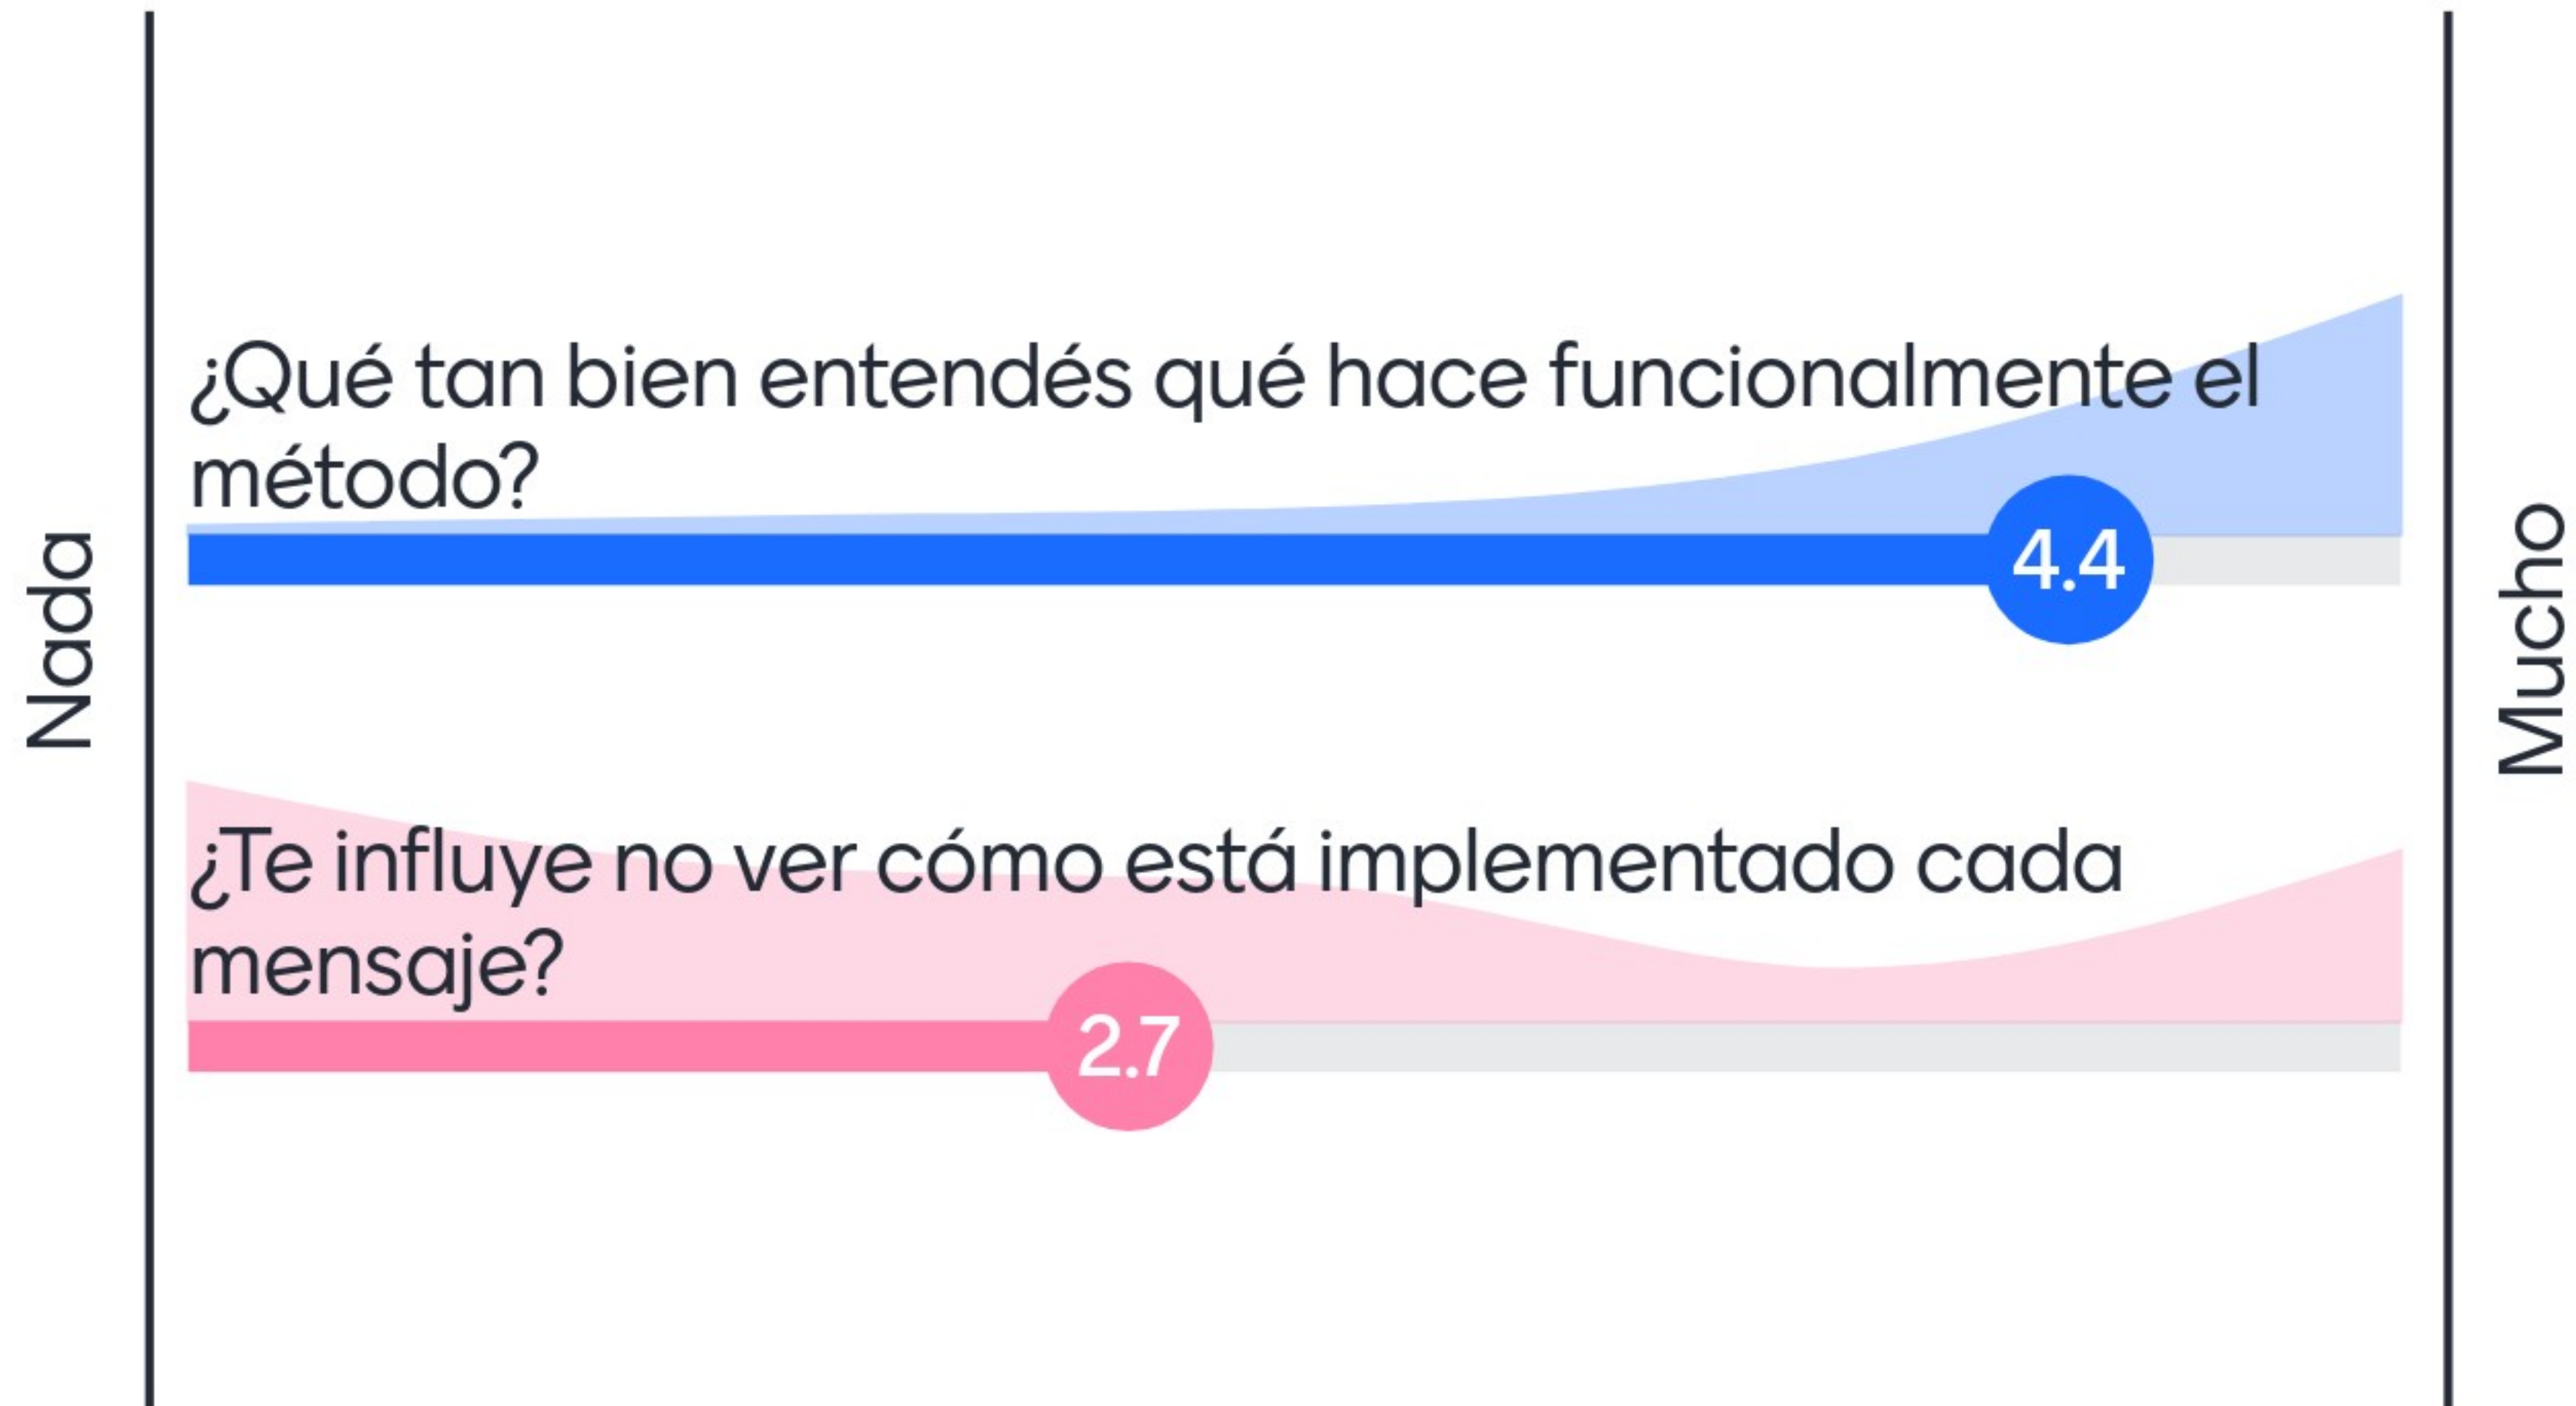 Nada
¿Qué tan bien entendés qué hace funcionalmente el
método?
4.4
¿Te influye no ver cómo está implementado cada
mensaje?
2.7
Mucho